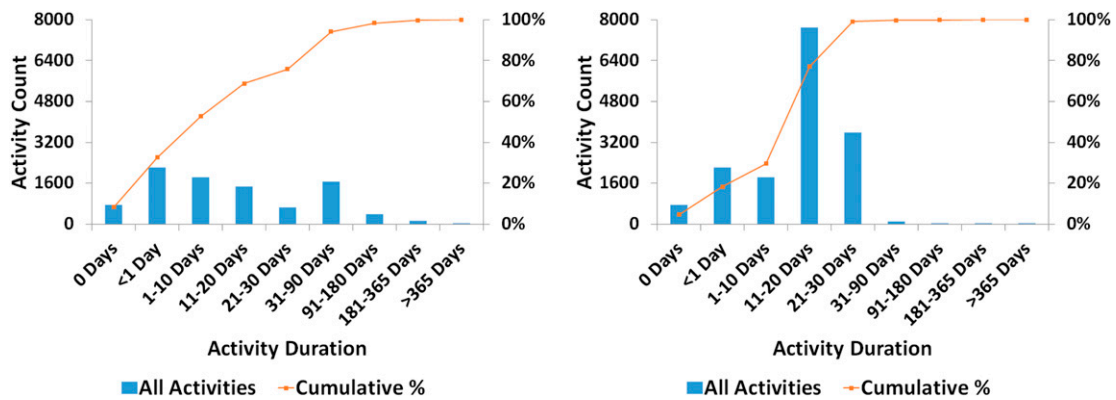 8000
6400
4800
3200
1600
0
Activity Count
100%
80%
60%
40%
20%
0%
0 Days
<1 Day
1-10 Days
11-20 Days
21-30 Days
31-90 Days
91-180 Days
181-365 Days
>365 Days
Activity Duration
All Activities
Cumulative %
8000
6400
4800
3200
1600
0
Activity Count
100%
80%
60%
40%
20%
0%
0 Days
<1 Day
1-10 Days
11-20 Days
21-30 Days
31-90 Days
91-180 Days
181-365 Days
>365 Days
Activity Duration
All Activities
Cumulative %